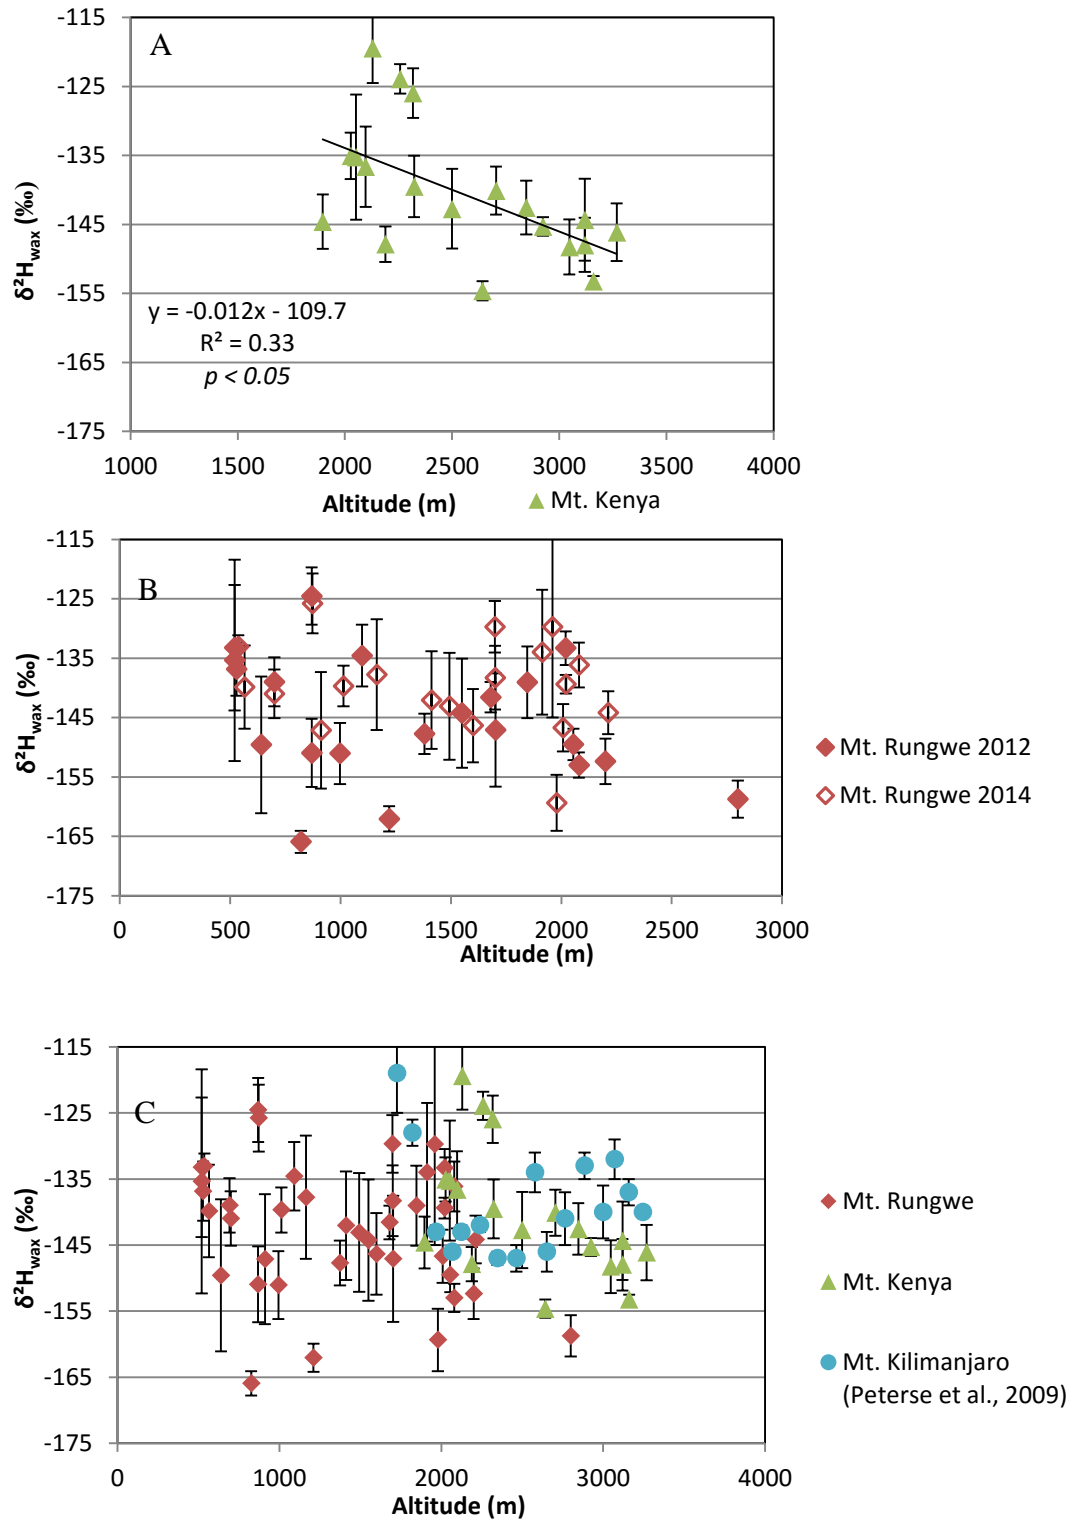 -115
A
-125
-135
-145
-155
-165
-175
δ²Hwax (‰)
y = -0.012x - 109.7
R² = 0.33
p < 0.05
1000 1500 2000 2500 3000 3500 4000
Altitude (m)
Mt. Kenya
-115
B
-125
-135
-145
-155
-165
-175
δ²Hwax (‰)
0 500 1000 1500 2000 2500 3000
Altitude (m)
Mt. Rungwe 2012
Mt. Rungwe 2014
-115
C
-125
-135
-145
-155
-165
-175
δ²Hwax (‰)
0 1000 2000 3000 4000
Altitude (m)
Mt. Rungwe
Mt. Kenya
Mt. Kilimanjaro
(Peterse et al., 2009)